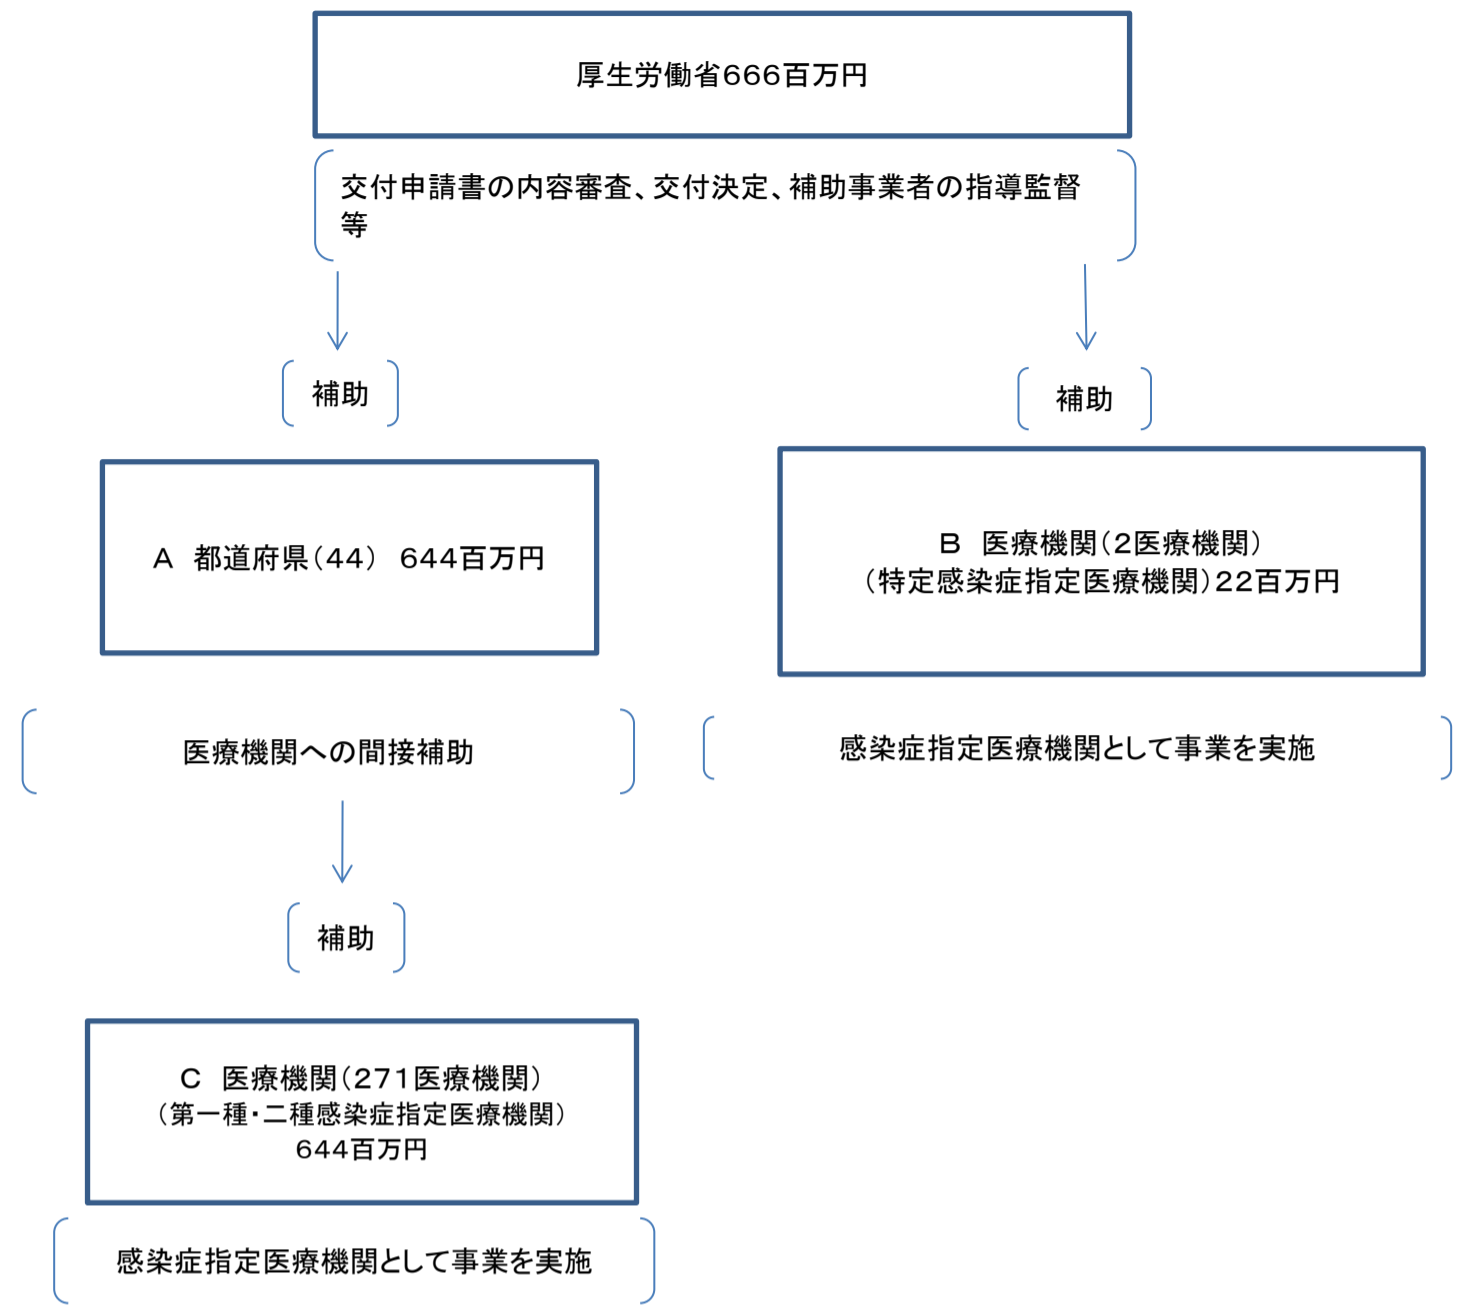 厚生労働省666百万円
交付申請書の内容審査、交付決定、補助事業者の指導監督
等
補助
補助
A　都道府県（44）　644百万円
B　医療機関（2医療機関）
（特定感染症指定医療機関）22百万円
医療機関への間接補助
感染症指定医療機関として事業を実施
補助
C　医療機関（271医療機関）
（第一種・二種感染症指定医療機関）
644百万円
感染症指定医療機関として事業を実施